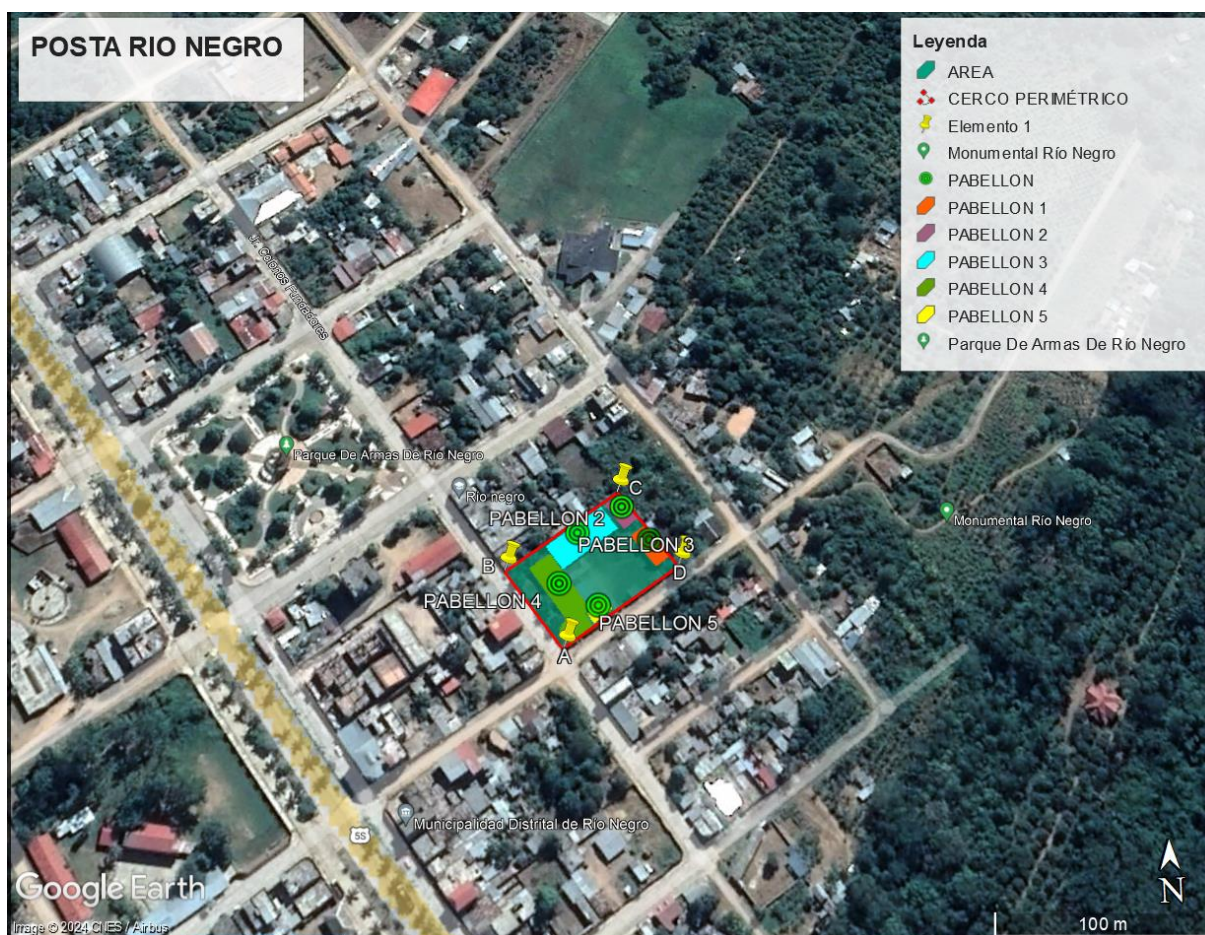 POSTA RIO NEGRO
Leyenda
AREA
CERCO PERIMÉTRICO
Elemento 1
Monumental Río Negro
PABELLON
PABELLON 1
PABELLON 2
PABELLON 3
PABELLON 4
PABELLON 5
Parque De Armas De Río Negro
Jr. Colonos Fundadores
Parque De Armas De Río Negro
Rio negro
C
PABELLON 2
Monumental Río Negro
PABELLON 3
B
D
PABELLON 4
PABELLON 5
A
Municipalidad Distrital de Río Negro
5S
Google Earth
N
Image © 2024 CNES / Airbus
100 m